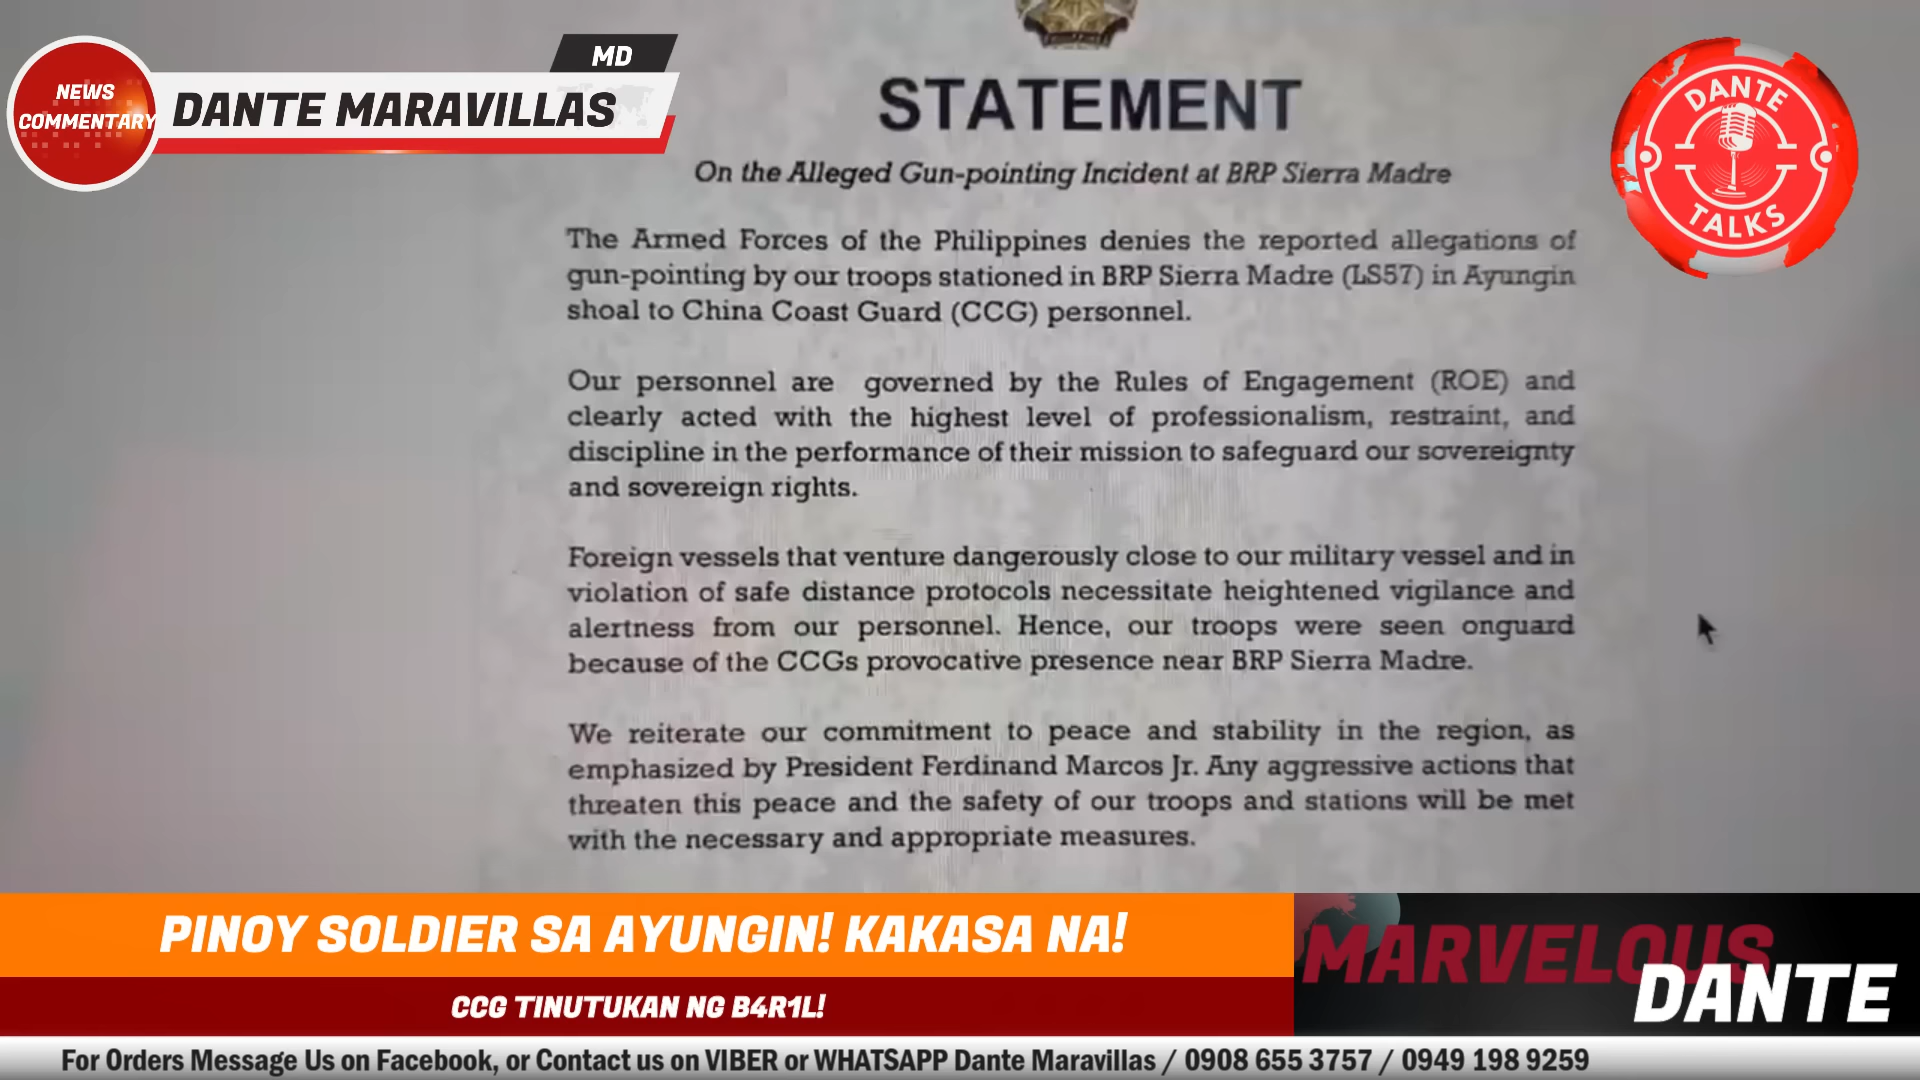 MD
NEWS
COMMENTARY
DANTE MARAVILLAS
DANTE
TALKS
STATEMENT
On the Alleged Gun-pointing Incident at BRP Sierra Madre
The Armed Forces of the Philippines denies the reported allegations of
gun-pointing by our troops stationed in BRP Sierra Madre (LS57) in Ayungin
shoal to China Coast Guard (CCG) personnel.
Our personnel are governed by the Rules of Engagement (ROE) and
clearly acted with the highest level of professionalism, restraint, and
discipline in the performance of their mission to safeguard our sovereignty
and sovereign rights.
Foreign vessels that venture dangerously close to our military vessel and in
violation of safe distance protocols necessitate heightened vigilance and
alertness from our personnel. Hence, our troops were seen onguard
because of the CCGs provocative presence near BRP Sierra Madre.
We reiterate our commitment to peace and stability in the region, as
emphasized by President Ferdinand Marcos Jr. Any aggressive actions that
threaten this peace and the safety of our troops and stations will be met
with the necessary and appropriate measures.
PINOY SOLDIER SA AYUNGIN! KAKASA NA!
CCG TINUTUKAN NG B4R1L!
MARVELOUS
DANTE
For Orders Message Us on Facebook, or Contact us on VIBER or WHATSAPP Dante Maravillas / 0908 655 3757 / 0949 198 9259